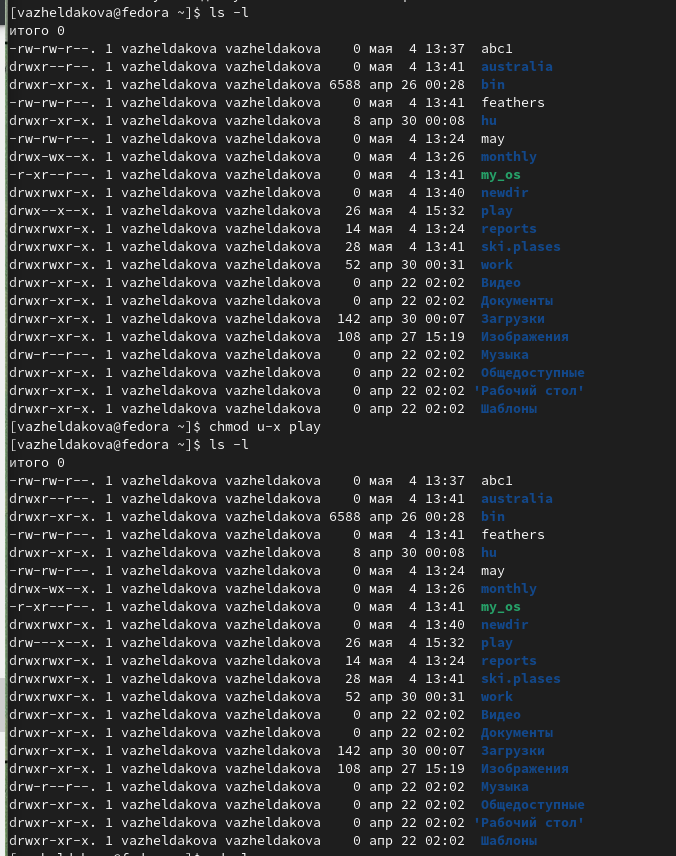 [vazheldakova@fedora ~]$ ls -l
итого 0
-rw-rw-r--. 1 vazheldakova vazheldakova    0 мая  4 13:37  abc1
drwxr--r--. 1 vazheldakova vazheldakova    0 мая  4 13:41  australia
drwxr-xr-x. 1 vazheldakova vazheldakova 6588 апр 26 00:28  bin
-rw-rw-r--. 1 vazheldakova vazheldakova    0 мая  4 13:41  feathers
drwxr-xr-x. 1 vazheldakova vazheldakova    8 апр 30 00:08  hu
-rw-rw-r--. 1 vazheldakova vazheldakova    0 мая  4 13:24  may
drwx-wx--x. 1 vazheldakova vazheldakova    0 мая  4 13:26  monthly
-r-xr--r--. 1 vazheldakova vazheldakova    0 мая  4 13:41  my_os
drwxrwxr-x. 1 vazheldakova vazheldakova    0 мая  4 13:40  newdir
drwx--x--x. 1 vazheldakova vazheldakova   26 мая  4 15:32  play
drwxrwxr-x. 1 vazheldakova vazheldakova   14 мая  4 13:24  reports
drwxrwxr-x. 1 vazheldakova vazheldakova   28 мая  4 13:41  ski.plases
drwxrwxr-x. 1 vazheldakova vazheldakova   52 апр 30 00:31  work
drwxr-xr-x. 1 vazheldakova vazheldakova    0 апр 22 02:02  Видео
drwxr-xr-x. 1 vazheldakova vazheldakova    0 апр 22 02:02  Документы
drwxr-xr-x. 1 vazheldakova vazheldakova  142 апр 30 00:07  Загрузки
drwxr-xr-x. 1 vazheldakova vazheldakova  108 апр 27 15:19  Изображения
drw-r--r--. 1 vazheldakova vazheldakova    0 апр 22 02:02  Музыка
drwxr-xr-x. 1 vazheldakova vazheldakova    0 апр 22 02:02  Общедоступные
drwxr-xr-x. 1 vazheldakova vazheldakova    0 апр 22 02:02 'Рабочий стол'
drwxr-xr-x. 1 vazheldakova vazheldakova    0 апр 22 02:02  Шаблоны
[vazheldakova@fedora ~]$ chmod u-x play
[vazheldakova@fedora ~]$ ls -l
итого 0
-rw-rw-r--. 1 vazheldakova vazheldakova    0 мая  4 13:37  abc1
drwxr--r--. 1 vazheldakova vazheldakova    0 мая  4 13:41  australia
drwxr-xr-x. 1 vazheldakova vazheldakova 6588 апр 26 00:28  bin
-rw-rw-r--. 1 vazheldakova vazheldakova    0 мая  4 13:41  feathers
drwxr-xr-x. 1 vazheldakova vazheldakova    8 апр 30 00:08  hu
-rw-rw-r--. 1 vazheldakova vazheldakova    0 мая  4 13:24  may
drwx-wx--x. 1 vazheldakova vazheldakova    0 мая  4 13:26  monthly
-r-xr--r--. 1 vazheldakova vazheldakova    0 мая  4 13:41  my_os
drwxrwxr-x. 1 vazheldakova vazheldakova    0 мая  4 13:40  newdir
drw---x--x. 1 vazheldakova vazheldakova   26 мая  4 15:32  play
drwxrwxr-x. 1 vazheldakova vazheldakova   14 мая  4 13:24  reports
drwxrwxr-x. 1 vazheldakova vazheldakova   28 мая  4 13:41  ski.plases
drwxrwxr-x. 1 vazheldakova vazheldakova   52 апр 30 00:31  work
drwxr-xr-x. 1 vazheldakova vazheldakova    0 апр 22 02:02  Видео
drwxr-xr-x. 1 vazheldakova vazheldakova    0 апр 22 02:02  Документы
drwxr-xr-x. 1 vazheldakova vazheldakova  142 апр 30 00:07  Загрузки
drwxr-xr-x. 1 vazheldakova vazheldakova  108 апр 27 15:19  Изображения
drw-r--r--. 1 vazheldakova vazheldakova    0 апр 22 02:02  Музыка
drwxr-xr-x. 1 vazheldakova vazheldakova    0 апр 22 02:02  Общедоступные
drwxr-xr-x. 1 vazheldakova vazheldakova    0 апр 22 02:02 'Рабочий стол'
drwxr-xr-x. 1 vazheldakova vazheldakova    0 апр 22 02:02  Шаблоны